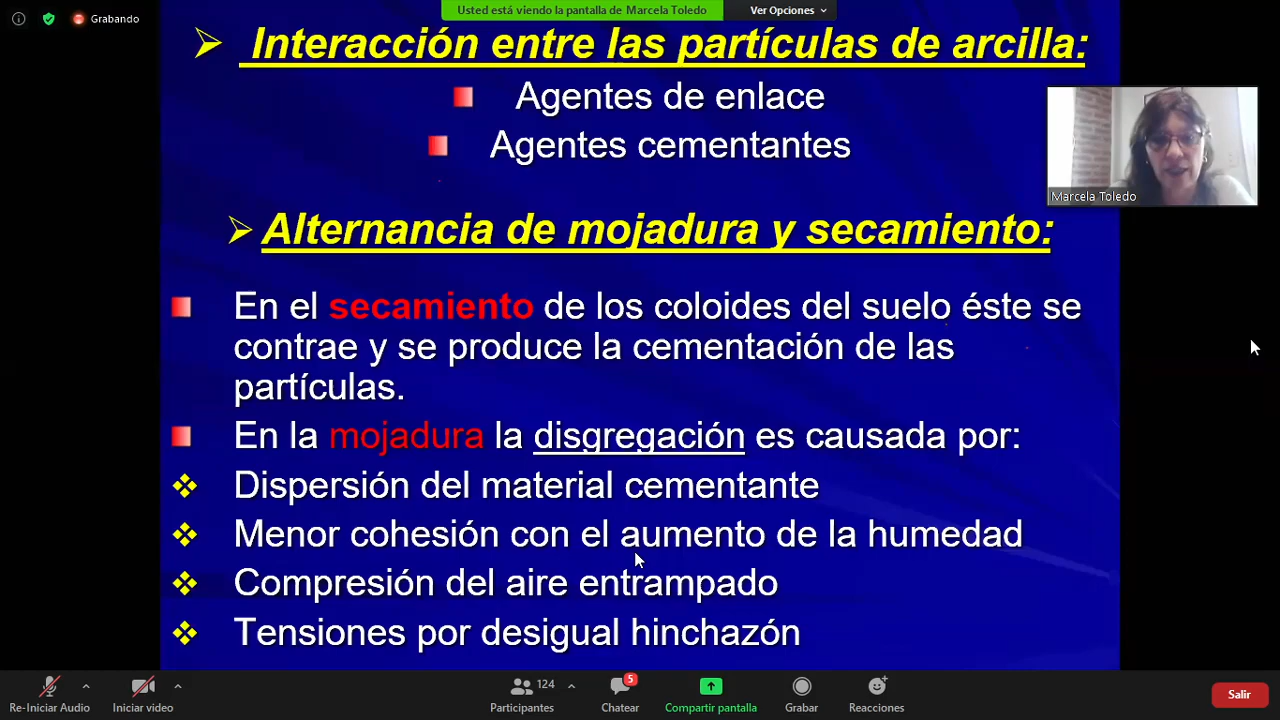 Grabando
Usted está viendo la pantalla de Marcela Toledo
Ver Opciones
Interacción entre las partículas de arcilla:
Agentes de enlace
Agentes cementantes
Marcela Toledo
Alternancia de mojadura y secamiento:
En el secamiento de los coloides del suelo éste se
contrae y se produce la cementación de las
partículas.
En la mojadura la disgregación es causada por:
Dispersión del material cementante
Menor cohesión con el aumento de la humedad
Compresión del aire entrampado
Tensiones por desigual hinchazón
Re-Iniciar Audio
Iniciar video
124
Participantes
5
Chatear
Compartir pantalla
Grabar
Reacciones
Salir